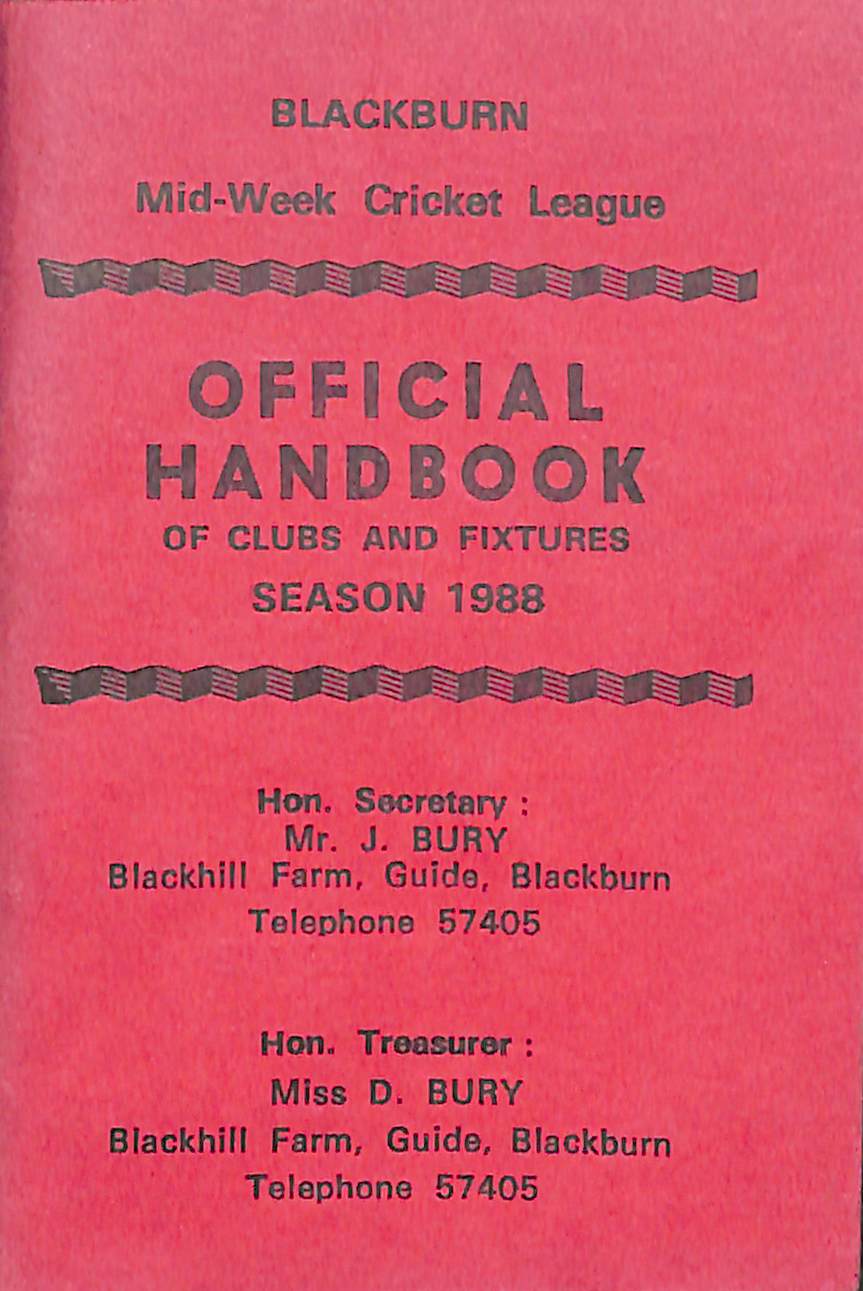 BLACKBURN
Mid-Week Cricket League
OFFICIAL
HANDBOOK
OF CLUBS AND FIXTURES
SEASON 1988
Hon. Secretary :
Mr. J. BURY
Blackhill Farm, Guide, Blackburn
Telephone 57405
Hon. Treasurer :
Miss D. BURY
Blackhill Farm, Guide, Blackburn
Telephone 57405